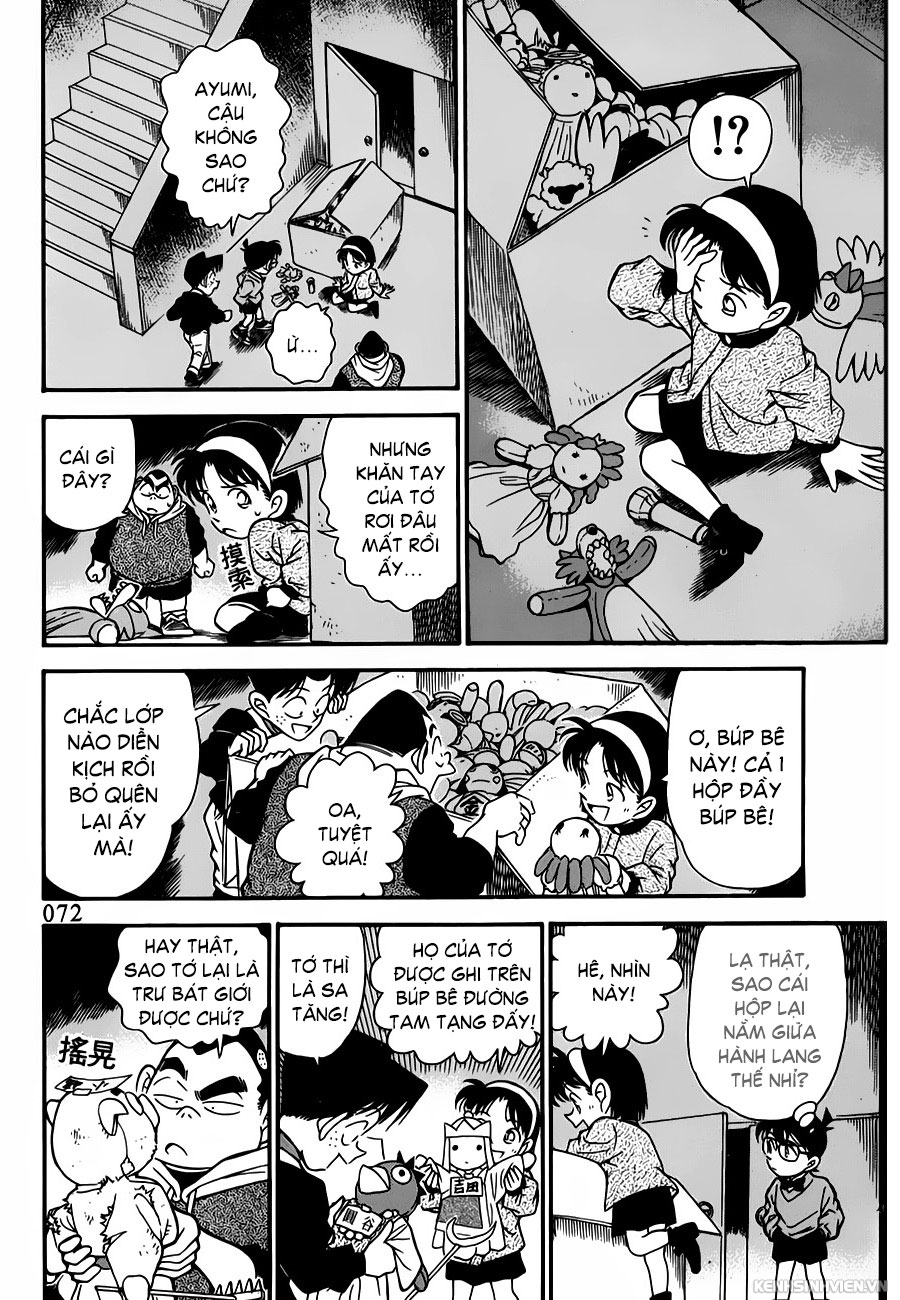 !?
AYUMI,
CẬU
KHÔNG
SAO
CHỨ?
Ừ...
NHƯNG
KHĂN TAY
CỦA TỚ
RƠI ĐÂU
MẤT RỒI
ẤY...
摸索
CÁI GÌ
ĐÂY?
Ơ, BÚP BÊ
NÀY! CẢ 1
HỘP ĐẦY
BÚP BÊ!
OA,
TUYỆT
QUÁ!
CHẮC LỚP
NÀO DIỄN
KỊCH RỒI
BỎ QUÊN
LẠI ẤY
MÀ!
072
LẠ THẬT,
SAO CÁI
HỘP LẠI
NẰM GIỮA
HÀNH LANG
THẾ NHỈ?
HÊ, NHÌN
NÀY!
HỌ CỦA TỚ
ĐƯỢC GHI TRÊN
BÚP BÊ ĐƯỜNG
TAM TẠNG ĐẤY!
吉田
TỚ THÌ
LÀ SA
TĂNG!
圓谷
HAY THẬT,
SAO TỚ LẠI LÀ
TRƯ BÁT GIỚI
ĐƯỢC CHỨ?
搖晃
KENHSINHVIEN.VN